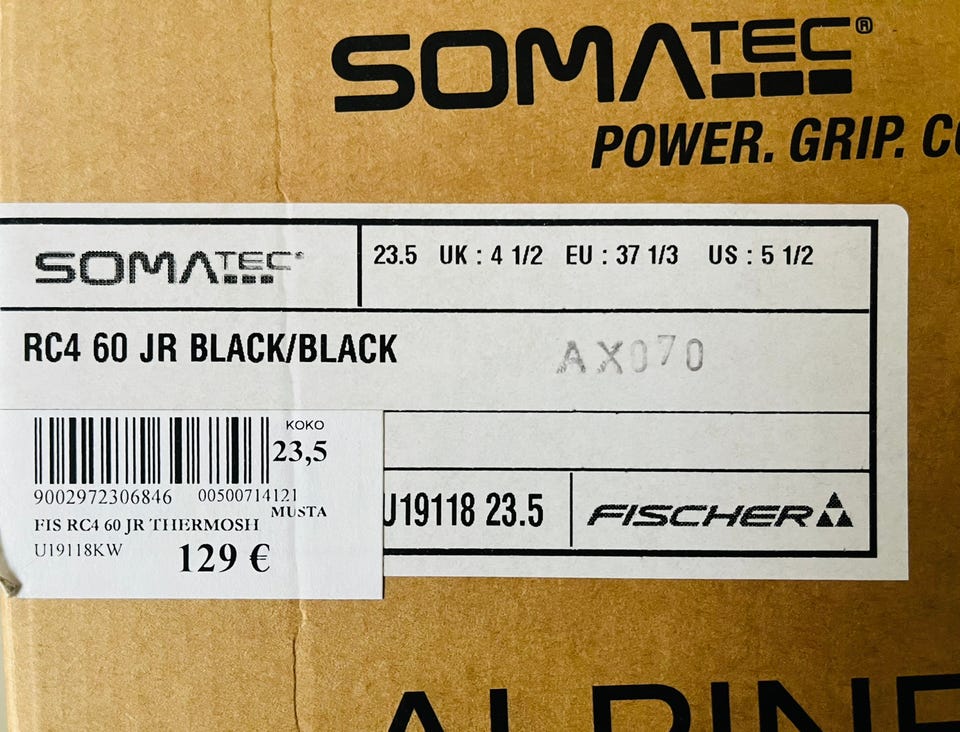 SOMATEC®
POWER. GRIP.
SOMATEC
23.5 UK : 4 1/2 EU : 37 1/3 US : 5 1/2
RC4 60 JR BLACK/BLACK
AX070
KOKO
23,5
9002972306846 00500714121
MUSTA
FIS RC4 60 JR THERMOSH
U19118KW 129 €
U19118 23.5
FISCHER
ALPINE